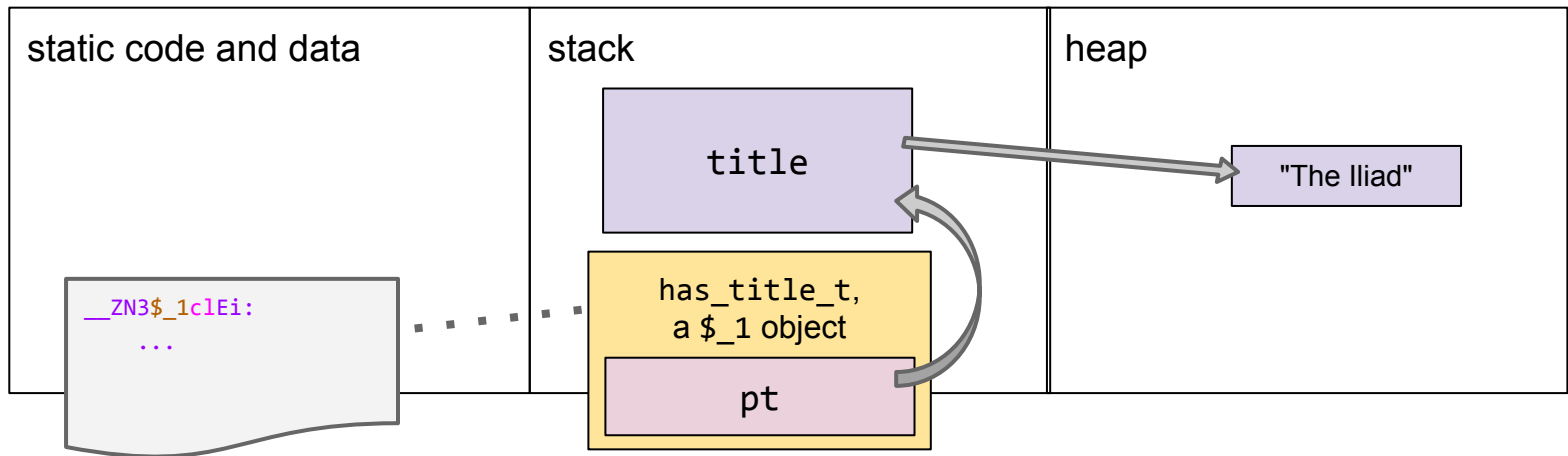 static code and data
stack
heap
title
"The Iliad"
__ZN3$_1clEi:
...
has_title_t,
a $_1 object
pt